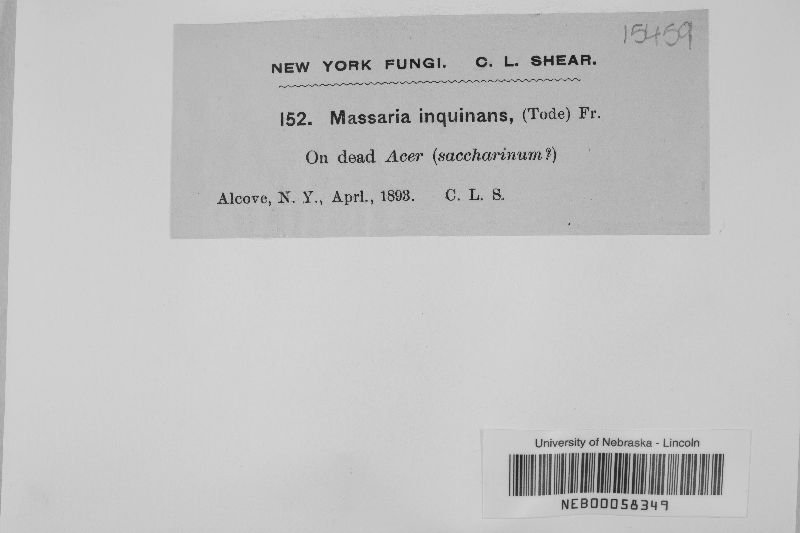 15459
NEW YORK FUNGI. C. L. SHEAR.
152. Massaria inquinans, (Tode) Fr.
On dead Acer (saccharinum?)
Alcove, N. Y., Aprl., 1893. C. L. S.
University of Nebraska - Lincoln
NEB00058349